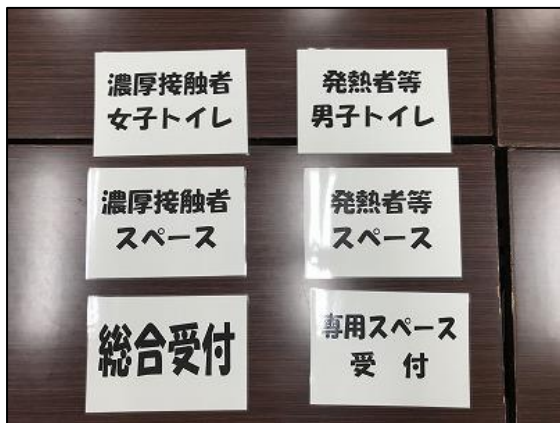 濃厚接触者
女子トイレ
発熱者等
男子トイレ
濃厚接触者
スペース
発熱者等
スペース
総合受付
専用スペース
受　付